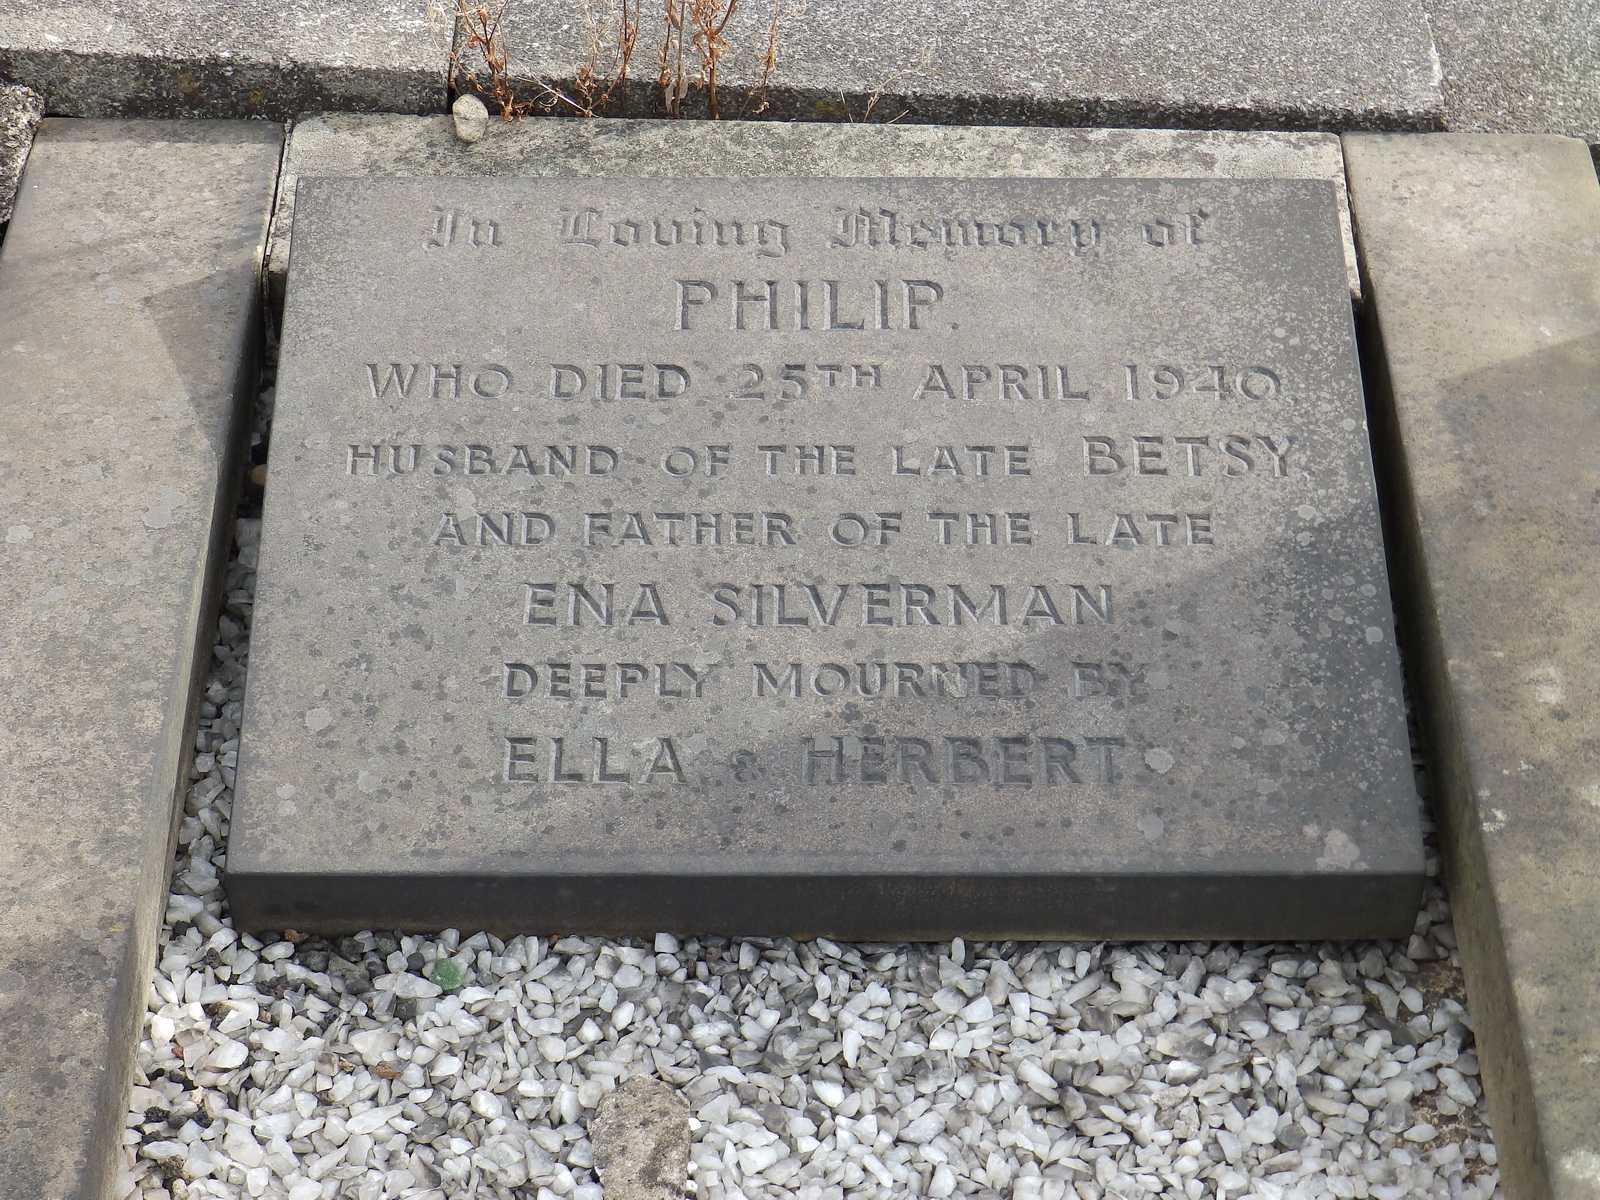 In Loving Memory of
PHILIP.
WHO DIED 25TH APRIL 1940.
HUSBAND OF THE LATE BETSY,
AND FATHER OF THE LATE
ENA SILVERMAN
DEEPLY MOURNED BY
ELLA & HERBERT.